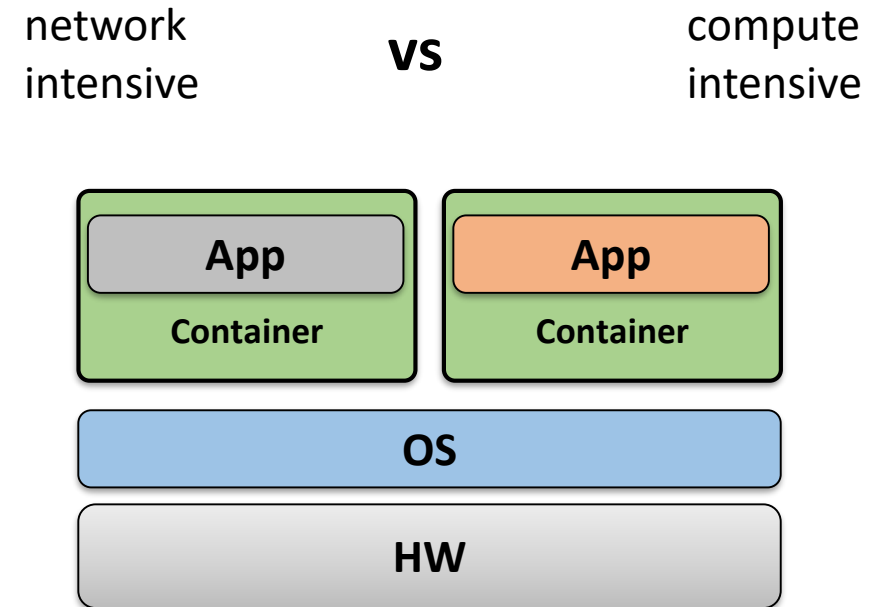 network
intensive
vs
compute
intensive
App
Container
App
Container
OS
HW